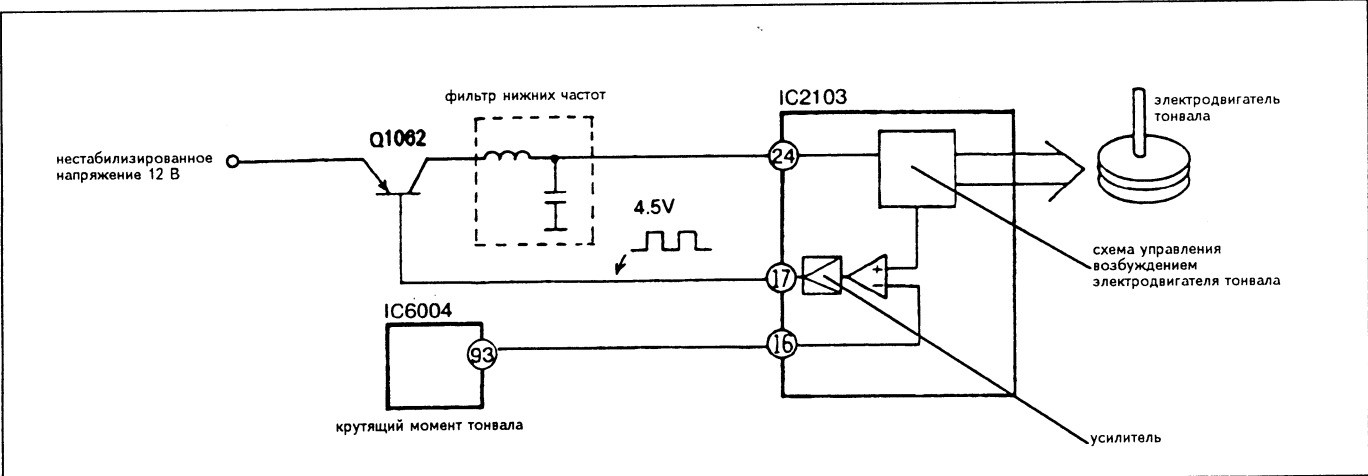 фильтр нижних частот
IC2103
электродвигатель
тонвала
Q1062
нестабилизированное
напряжение 12 В
24
4.5V
схема управления
возбуждением
электродвигателя тонвала
17
+
−
IC6004
16
93
крутящий момент тонвала
усилитель